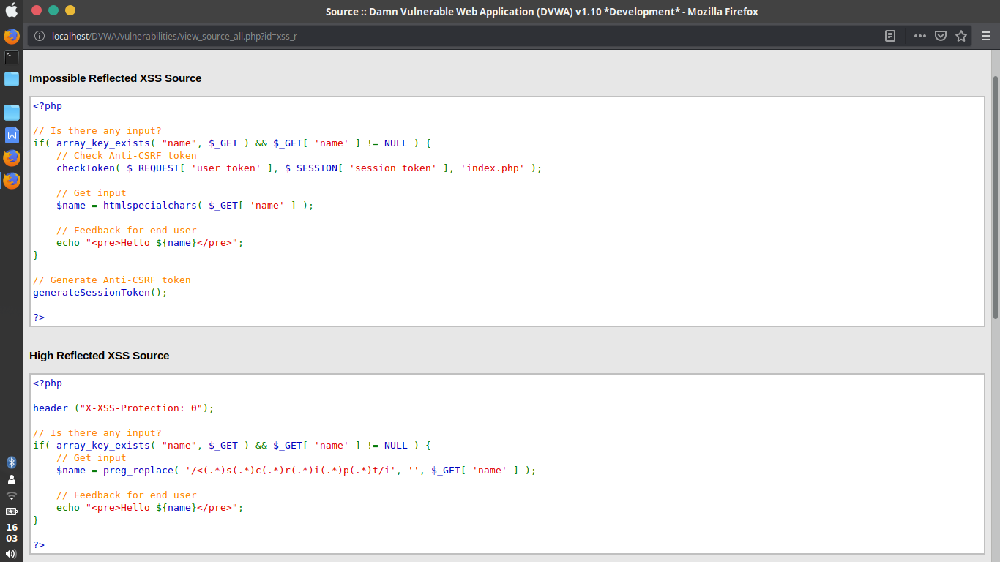 Source :: Damn Vulnerable Web Application (DVWA) v1.10 *Development* - Mozilla Firefox
localhost/DVWA/vulnerabilities/view_source_all.php?id=xss_r
Impossible Reflected XSS Source
<?php
// Is there any input?
if( array_key_exists( "name", $_GET ) && $_GET[ 'name' ] != NULL ) {
    // Check Anti-CSRF token
    checkToken( $_REQUEST[ 'user_token' ], $_SESSION[ 'session_token' ], 'index.php' );
    // Get input
    $name = htmlspecialchars( $_GET[ 'name' ] );
    // Feedback for end user
    echo "<pre>Hello ${name}</pre>";
}
// Generate Anti-CSRF token
generateSessionToken();
?>
High Reflected XSS Source
<?php
header ("X-XSS-Protection: 0");
// Is there any input?
if( array_key_exists( "name", $_GET ) && $_GET[ 'name' ] != NULL ) {
    // Get input
    $name = preg_replace( '/<(.*)s(.*)c(.*)r(.*)i(.*)p(.*)t/i', '', $_GET[ 'name' ] );
    // Feedback for end user
    echo "<pre>Hello ${name}</pre>";
}
?>
16
03